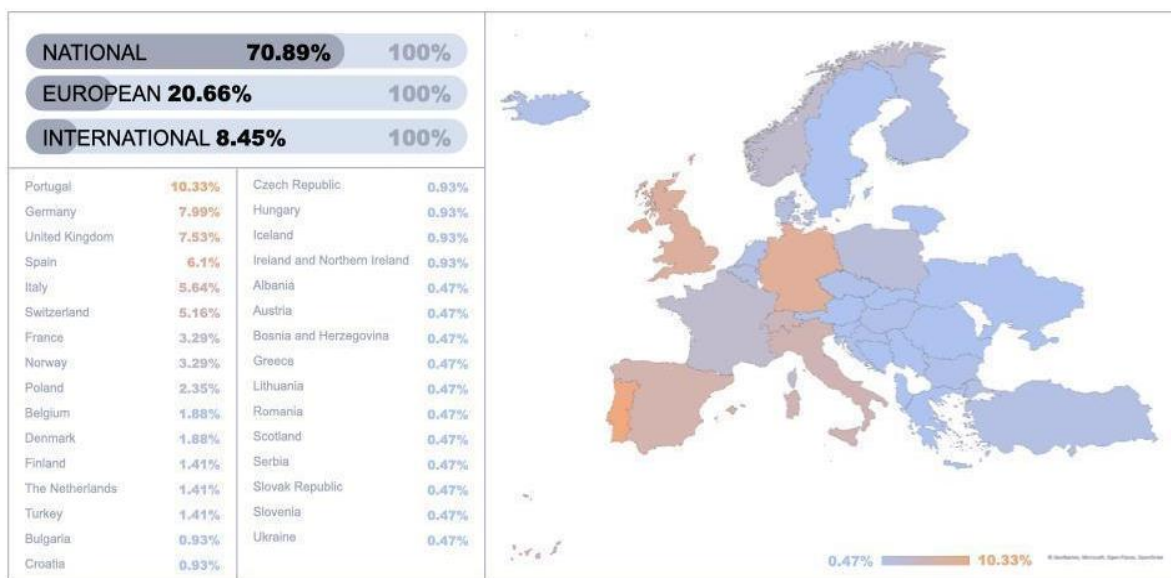 NATIONAL 70.89% 100%
EUROPEAN 20.66% 100%
INTERNATIONAL 8.45% 100%
Portugal 10.33%
Germany 7.99%
United Kingdom 7.53%
Spain 6.1%
Italy 5.64%
Switzerland 5.16%
France 3.29%
Norway 3.29%
Poland 2.35%
Belgium 1.88%
Denmark 1.88%
Finland 1.41%
The Netherlands 1.41%
Turkey 1.41%
Bulgaria 0.93%
Croatia 0.93%
Czech Republic 0.93%
Hungary 0.93%
Iceland 0.93%
Ireland and Northern Ireland 0.93%
Albania 0.47%
Austria 0.47%
Bosnia and Herzegovina 0.47%
Greece 0.47%
Lithuania 0.47%
Romania 0.47%
Scotland 0.47%
Serbia 0.47%
Slovak Republic 0.47%
Slovenia 0.47%
Ukraine 0.47%
0.47% 10.33%